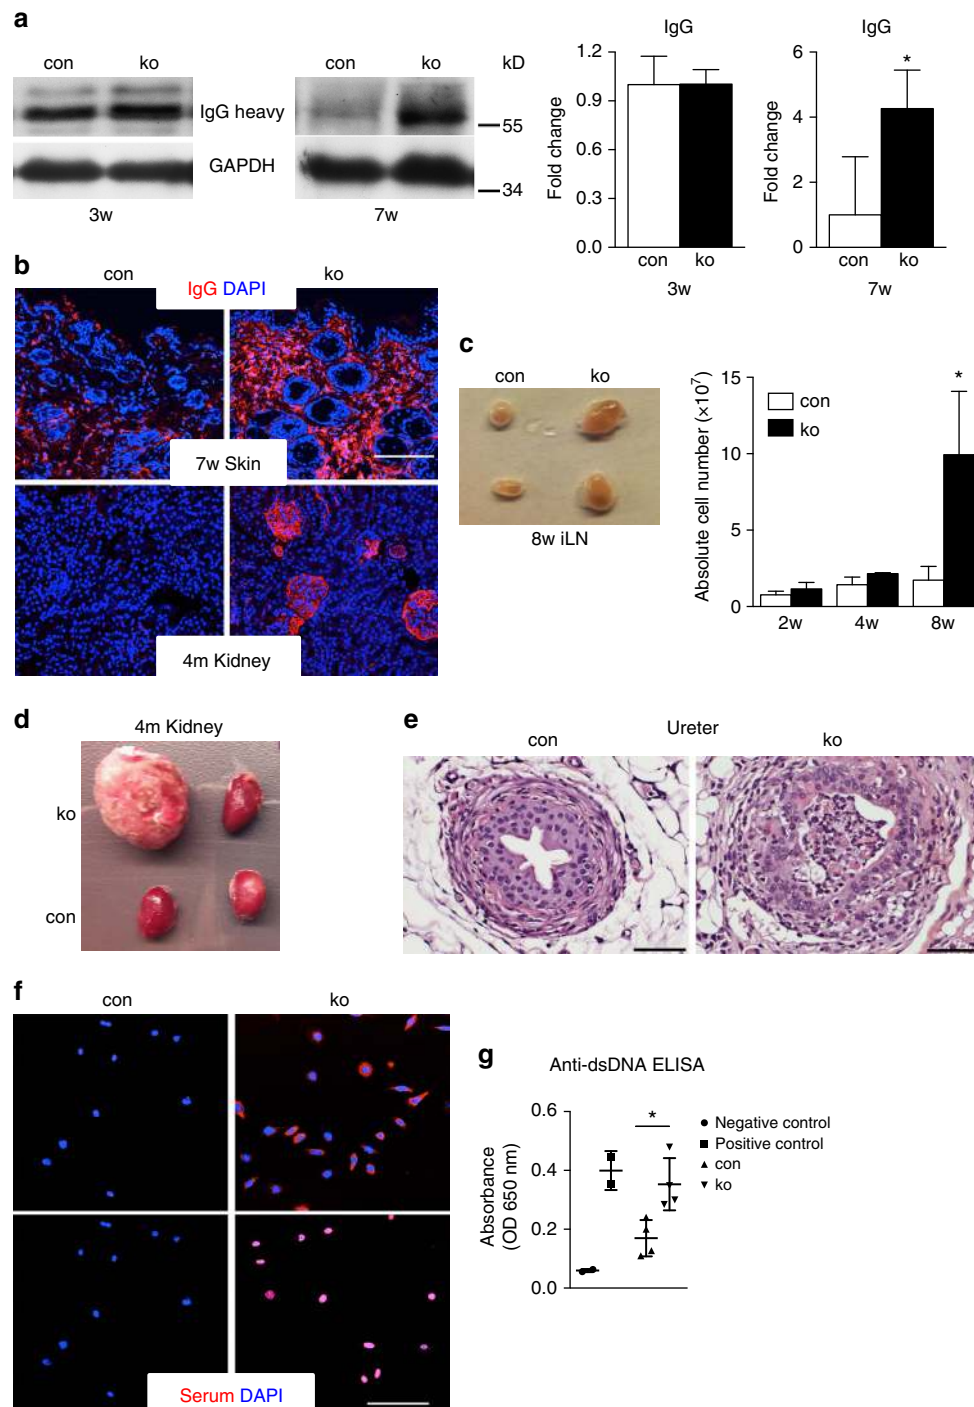 a
con ko con ko kD
IgG heavy
55
GAPDH
34
3w 7w
IgG
Fold change
1.2
0.9
0.6
0.3
0.0
con ko
3w
IgG
Fold change
6
4
2
0
*
con ko
7w
b
con ko
IgG DAPI
7w Skin
4m Kidney
c
con ko
8w iLN
Absolute cell number (×10⁷)
15
10
5
0
con
ko
*
2w 4w 8w
d
4m Kidney
ko
con
e
Ureter
con ko
f
con ko
Serum DAPI
g
Anti-dsDNA ELISA
Absorbance
(OD 650 nm)
0.6
0.4
0.2
0.0
*
Negative control
Positive control
con
ko